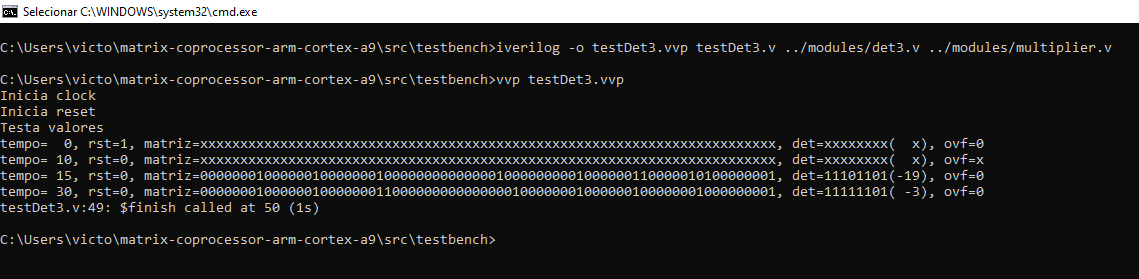 Selecionar C:\WINDOWS\system32\cmd.exe
C:\Users\victo\matrix-coprocessor-arm-cortex-a9\src\testbench>iverilog -o testDet3.vvp testDet3.v ../modules/det3.v ../modules/multiplier.v
C:\Users\victo\matrix-coprocessor-arm-cortex-a9\src\testbench>vvp testDet3.vvp
Inicia clock
Inicia reset
Testa valores
tempo=  0, rst=1, matriz=xxxxxxxxxxxxxxxxxxxxxxxxxxxxxxxxxxxxxxxxxxxxxxxxxxxxxxxxxxxxxxxxxxxxxxxx, det=xxxxxxxx(  x), ovf=0
tempo= 10, rst=0, matriz=xxxxxxxxxxxxxxxxxxxxxxxxxxxxxxxxxxxxxxxxxxxxxxxxxxxxxxxxxxxxxxxxxxxxxxxx, det=xxxxxxxx(  x), ovf=x
tempo= 15, rst=0, matriz=000000010000001000000010000000000000010000000001000000110000010100000001, det=11101101(-19), ovf=0
tempo= 30, rst=0, matriz=000000010000001000000011000000000000000100000001000000100000001000000001, det=11111101( -3), ovf=0
testDet3.v:49: $finish called at 50 (1s)
C:\Users\victo\matrix-coprocessor-arm-cortex-a9\src\testbench>